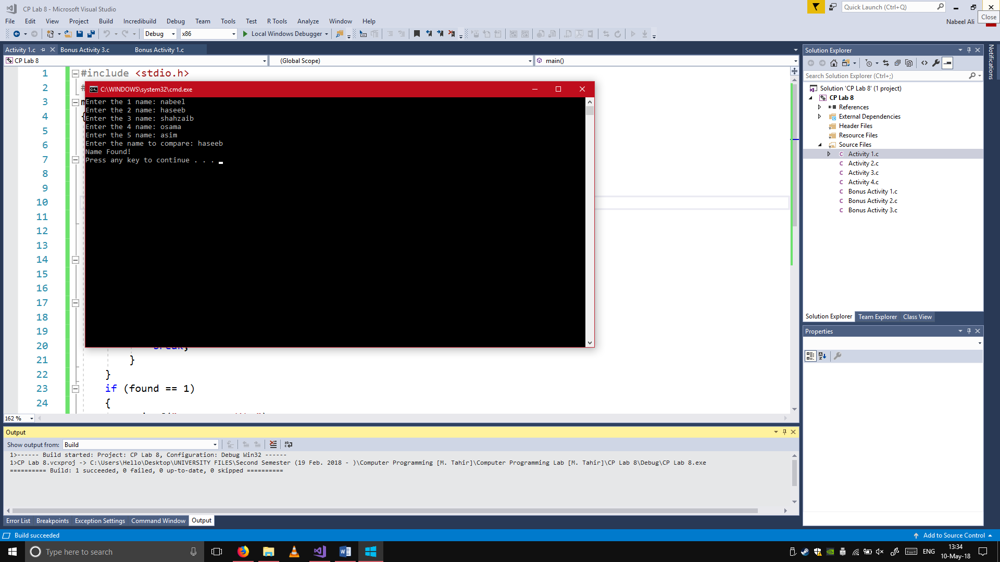 CP Lab 8 - Microsoft Visual Studio
Quick Launch (Ctrl+Q)
File Edit View Project Build Incredibuild Debug Team Tools Test R Tools Analyze Window Help
Nabeel Ali
Close
Debug x86 Local Windows Debugger
Activity 1.c Bonus Activity 3.c Bonus Activity 1.c
CP Lab 8 (Global Scope) main()
1 #include <stdio.h>
2 #
3
4 {
5
6
7
8
9
10
11
12
13
14
15
16
17
18
19
20 break;
21 }
22 }
23 if (found == 1)
24 {
C:\WINDOWS\system32\cmd.exe
Enter the 1 name: nabeel
Enter the 2 name: haseeb
Enter the 3 name: shahzaib
Enter the 4 name: osama
Enter the 5 name: asim
Enter the name to compare: haseeb
Name Found!
Press any key to continue . . .
162 %
Output
Show output from: Build
1>------ Build started: Project: CP Lab 8, Configuration: Debug Win32 ------
1>CP Lab 8.vcxproj -> C:\Users\Hello\Desktop\UNIVERSITY FILES\Second Semester (19 Feb. 2018 - )\Computer Programming [M. Tahir]\Computer Programming Lab [M. Tahir]\CP Lab 8\Debug\CP Lab 8.exe
========== Build: 1 succeeded, 0 failed, 0 up-to-date, 0 skipped ==========
Error List Breakpoints Exception Settings Command Window Output
Solution Explorer
Search Solution Explorer (Ctrl+;)
Solution 'CP Lab 8' (1 project)
CP Lab 8
References
External Dependencies
Header Files
Resource Files
Source Files
Activity 1.c
Activity 2.c
Activity 3.c
Activity 4.c
Bonus Activity 1.c
Bonus Activity 2.c
Bonus Activity 3.c
Solution Explorer Team Explorer Class View
Properties
Notifications
Build succeeded
Add to Source Control
Type here to search
ENG
13:34
10-May-18